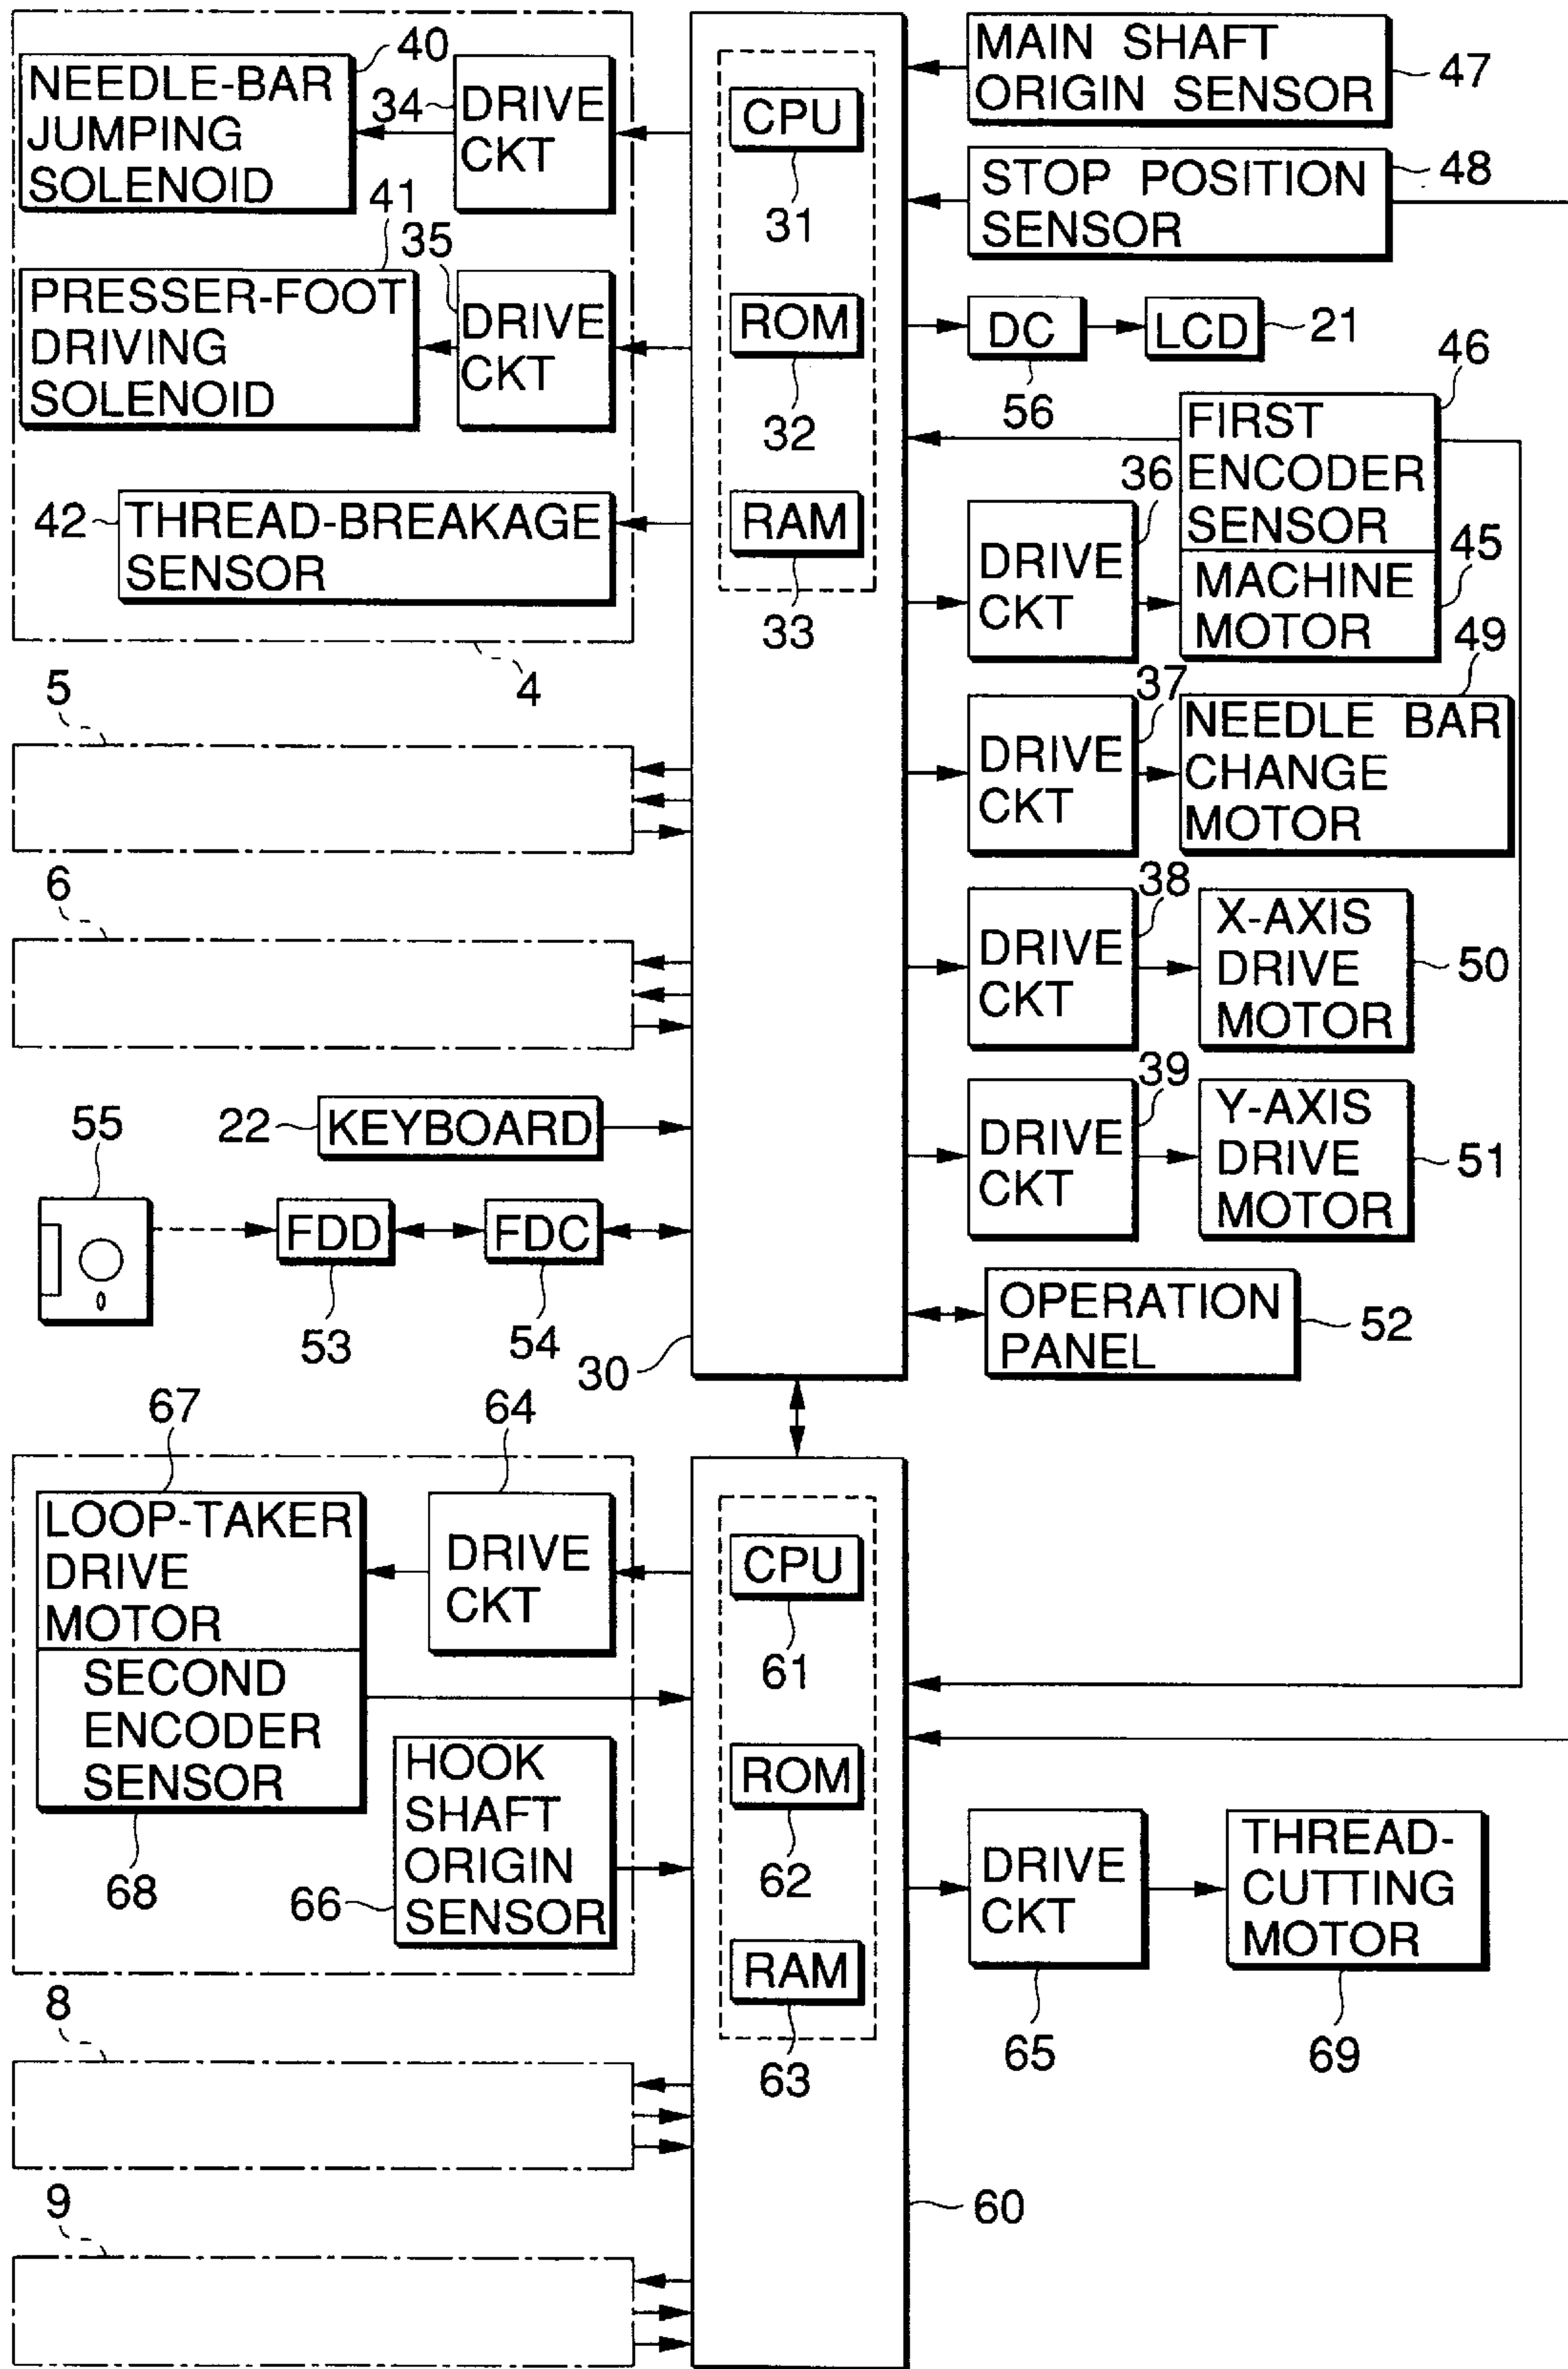 40
NEEDLE-BAR
JUMPING
SOLENOID
34
DRIVE
CKT
41
PRESSER-FOOT
DRIVING
SOLENOID
35
DRIVE
CKT
42
THREAD-BREAKAGE
SENSOR
4
5
6
22
KEYBOARD
55
FDD
53
FDC
54
30
CPU
31
ROM
32
RAM
33
MAIN SHAFT
ORIGIN SENSOR
47
STOP POSITION
SENSOR
48
DC
56
LCD
21
46
FIRST
ENCODER
SENSOR
36
DRIVE
CKT
MACHINE
MOTOR
45
37
DRIVE
CKT
49
NEEDLE BAR
CHANGE
MOTOR
38
DRIVE
CKT
X-AXIS
DRIVE
MOTOR
50
39
DRIVE
CKT
Y-AXIS
DRIVE
MOTOR
51
OPERATION
PANEL
52
67
LOOP-TAKER
DRIVE
MOTOR
64
DRIVE
CKT
SECOND
ENCODER
SENSOR
68
HOOK
SHAFT
ORIGIN
SENSOR
66
8
9
CPU
61
ROM
62
RAM
63
60
DRIVE
CKT
65
THREAD-
CUTTING
MOTOR
69